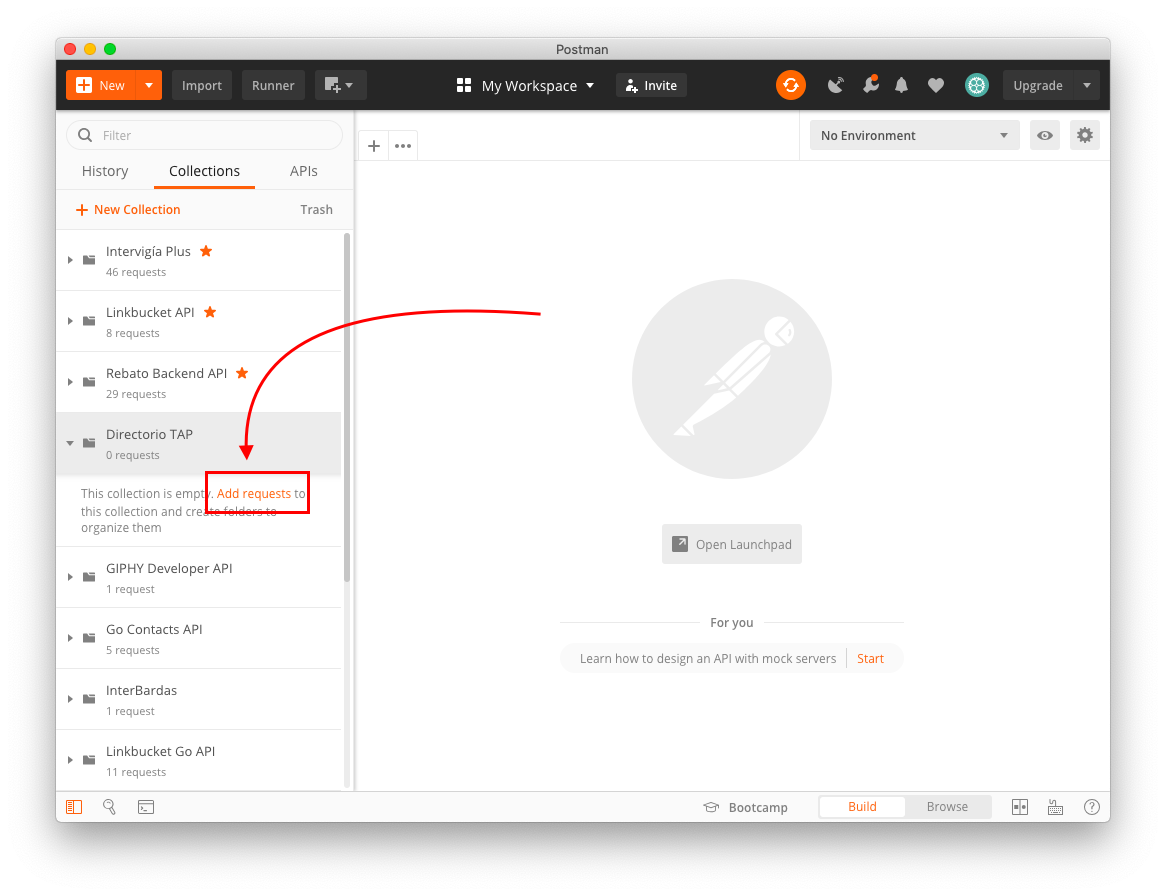 Postman
New
Import
Runner
My Workspace
Invite
Upgrade
Filter
No Environment
History
Collections
APIs
New Collection
Trash
Intervigía Plus
46 requests
Linkbucket API
8 requests
Rebato Backend API
29 requests
Directorio TAP
0 requests
This collection is empty. Add requests to
this collection and create folders to
organize them
GIPHY Developer API
1 request
Go Contacts API
5 requests
InterBardas
1 request
Linkbucket Go API
11 requests
Open Launchpad
For you
Learn how to design an API with mock servers
Start
Bootcamp
Build
Browse